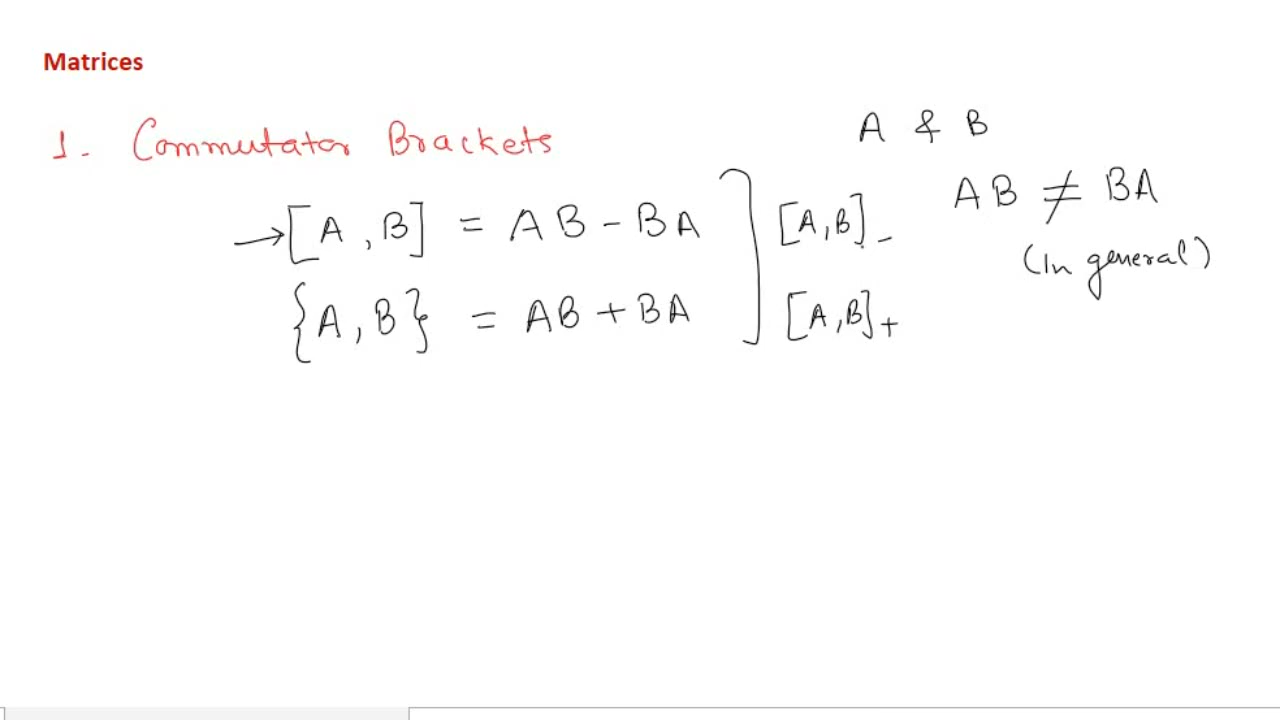 Matrices
1. Commutator Brackets
A & B
AB ≠ BA
(in general)
→[A,B] = AB - BA ] [A,B]_-
{A,B} = AB + BA ] [A,B]_+